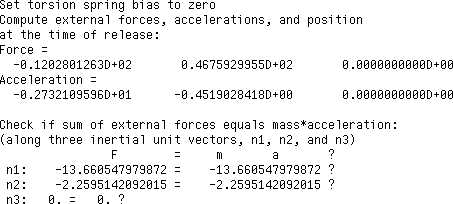 Set torsion spring bias to zero
Compute external forces, accelerations, and position
at the time of release:
Force =
-0.1202801263D+02 0.4675929955D+02 0.0000000000D+00
Acceleration =
-0.2732109596D+01 -0.4519028418D+00 0.0000000000D+00
Check if sum of external forces equals mass*acceleration:
(along three inertial unit vectors, n1, n2, and n3)
F = m a ?
n1: -13.660547979872 = -13.660547979872 ?
n2: -2.2595142092015 = -2.2595142092015 ?
n3: 0. = 0. ?